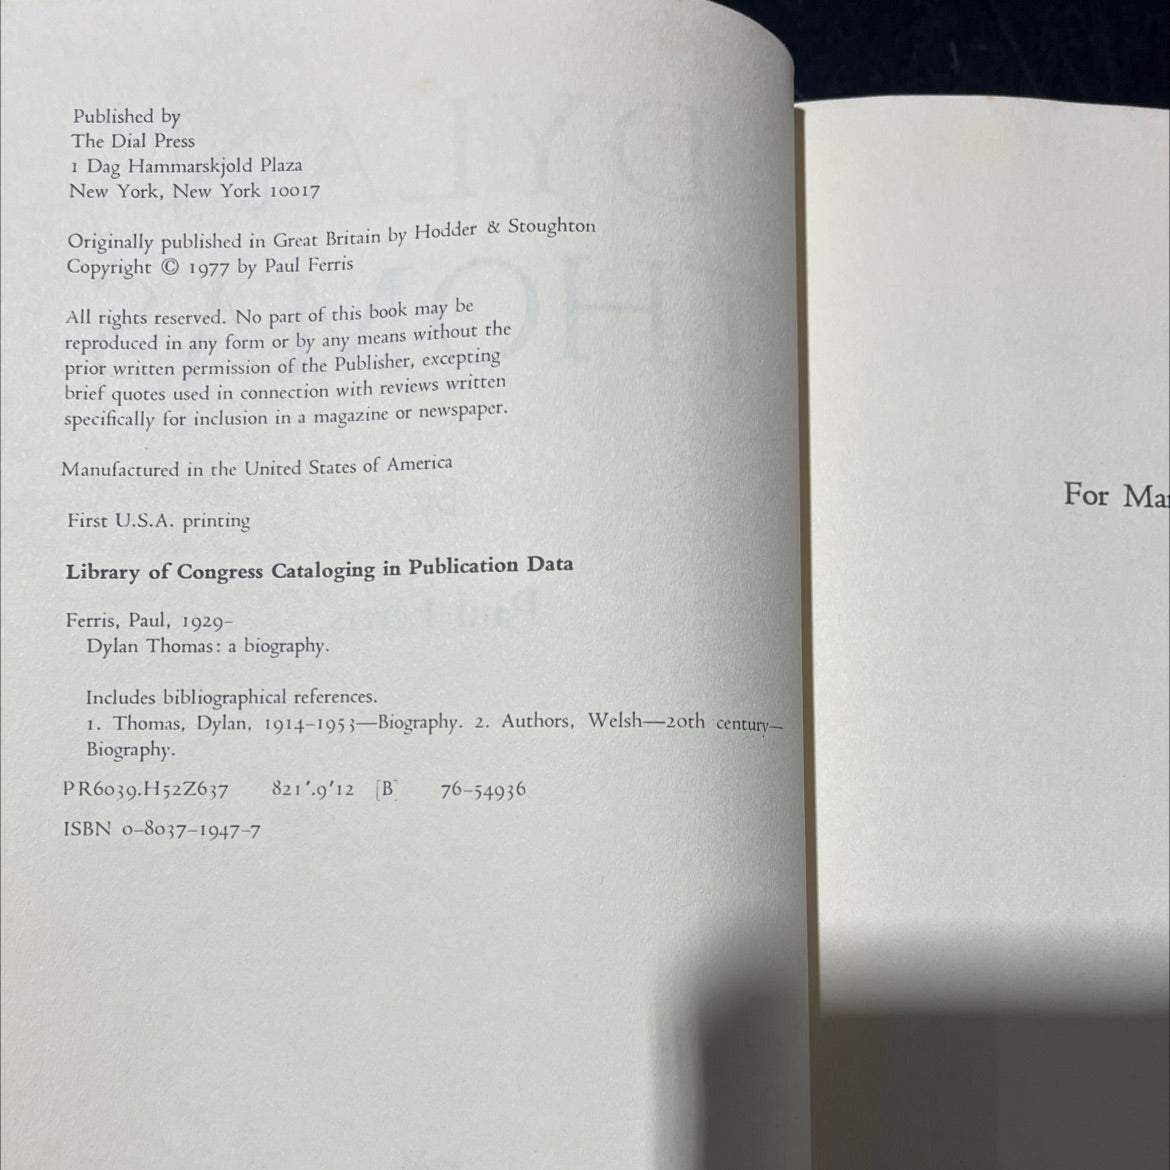 Published by
The Dial Press
1 Dag Hammarskjold Plaza
New York, New York 10017
Originally published in Great Britain by Hodder & Stoughton
Copyright © 1977 by Paul Ferris
All rights reserved. No part of this book may be
reproduced in any form or by any means without the
prior written permission of the Publisher, excepting
brief quotes used in connection with reviews written
specifically for inclusion in a magazine or newspaper.
Manufactured in the United States of America
First U.S.A. printing
Library of Congress Cataloging in Publication Data
Ferris, Paul, 1929–
Dylan Thomas: a biography.
Includes bibliographical references.
1. Thomas, Dylan, 1914–1953—Biography. 2. Authors, Welsh—20th century—
Biography.
PR6039.H52Z637 821'.9'12 [B] 76–54936
ISBN 0–8037–1947–7
For